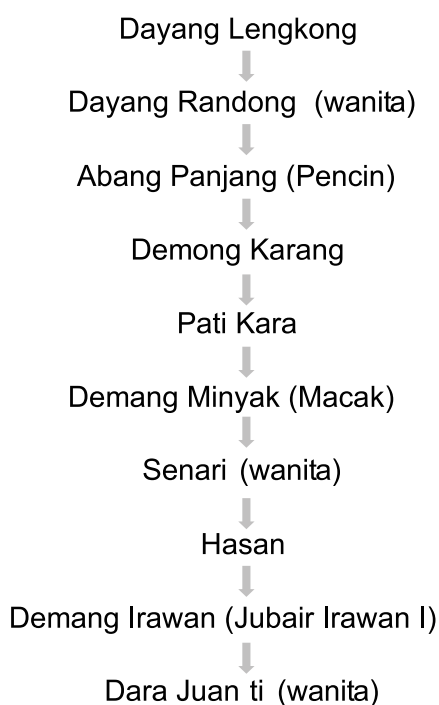 Dayang Lengkong
Dayang Randong (wanita)
Abang Panjang (Pencin)
Demong Karang
Pati Kara
Demang Minyak (Macak)
Senari (wanita)
Hasan
Demang Irawan (Jubair Irawan I)
Dara Juan ti (wanita)